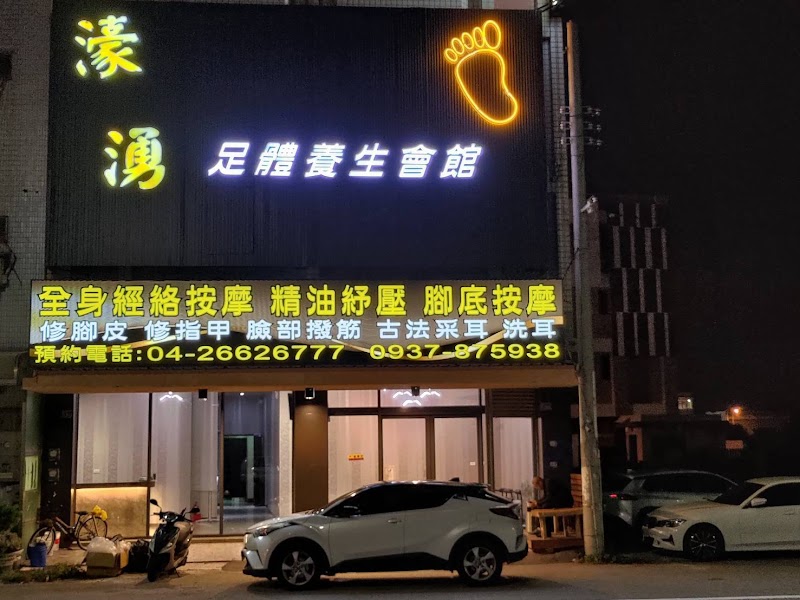 濠
湧
足體養生會館
全身經絡按摩 精油紓壓 腳底按摩
修腳皮 修指甲 臉部撥筋 古法采耳 洗耳
預約電話:04-26626777 0937-875938